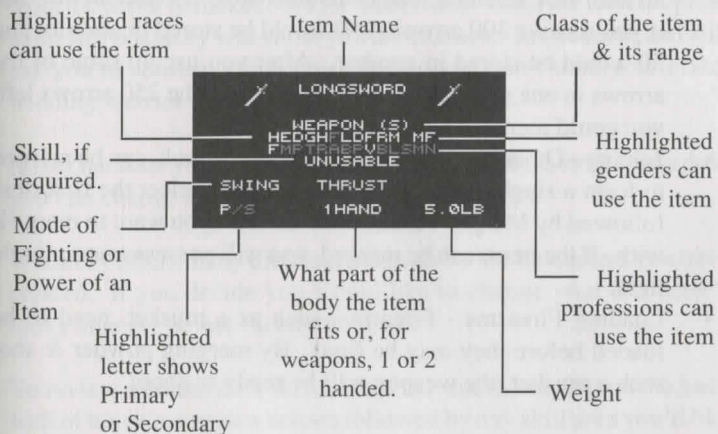 Highlighted races
can use the item
Item Name
Class of the item
& its range
LONGSWORD
WEAPON (S)
HEDGHFLDFRM MF
FMPTRABPVBLSMN
UNUSABLE
SWING THRUST
P/S 1HAND 5.0LB
Skill, if
required.
Mode of
Fighting or
Power of an
Item
Highlighted
letter shows
Primary
or Secondary
What part of the
body the item
fits or, for
weapons, 1 or 2
handed.
Highlighted
genders can
use the item
Highlighted
professions can
use the item
Weight